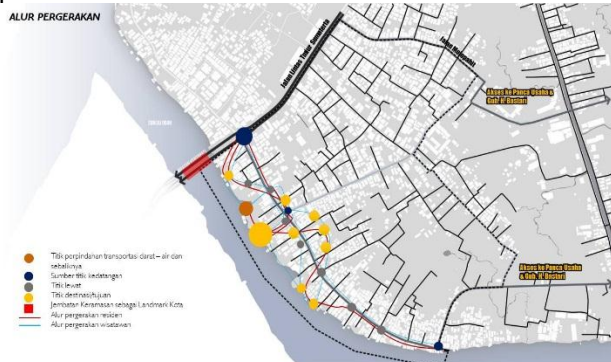 ALUR PERGERAKAN
Jalan Lintas Timur Sumatera
Akses ke Panca Usaha &
Gub. H. Bastari
Akses ke Panca Usaha &
Gub. H. Bastari
Titik perpindahan transportasi darat – air dan
sebaliknya
Sumber titik kedatangan
Titik lewat
Titik destinasi/tujuan
Jembatan Keramasan sebagai Landmark Kota
Alur pergerakan residen
Alur pergerakan wisatawan